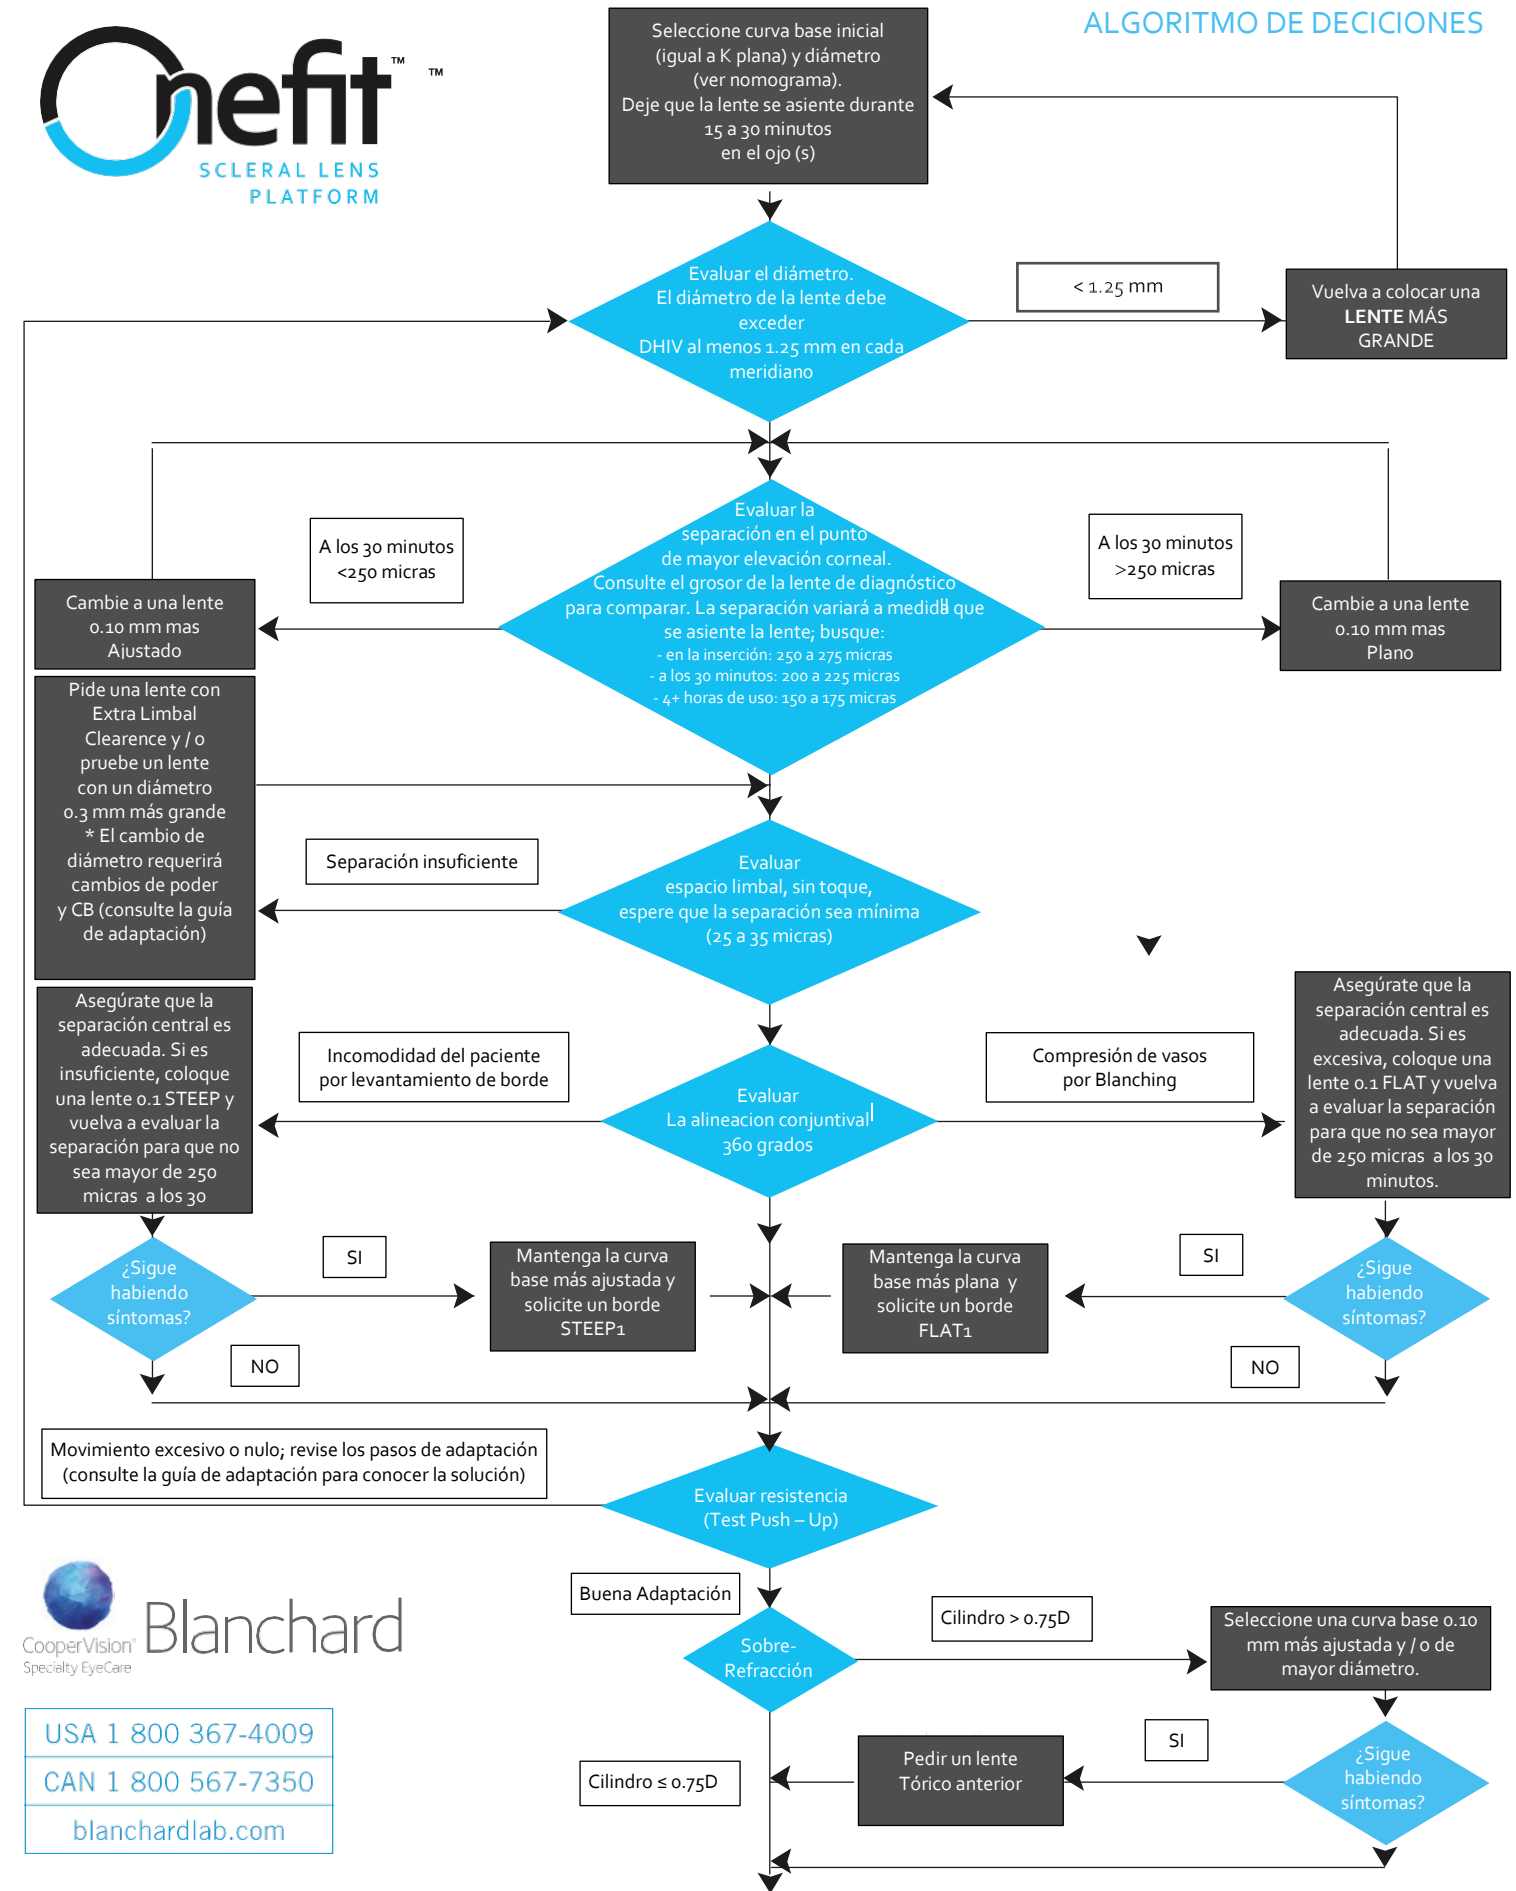 Onefit™ ™
SCLERAL LENS
PLATFORM
ALGORITMO DE DECICIONES
Seleccione curva base inicial
(igual a K plana) y diámetro
(ver nomograma).
Deje que la lente se asiente durante
15 a 30 minutos
en el ojo (s)
Evaluar el diámetro.
El diámetro de la lente debe
exceder
DHIV al menos 1.25 mm en cada
meridiano
< 1.25 mm
Vuelva a colocar una
LENTE MÁS
GRANDE
Evaluar la
separación en el punto
de mayor elevación corneal.
Consulte el grosor de la lente de diagnóstico
para comparar. La separación variará a medida que
se asiente la lente; busque:
- en la inserción: 250 a 275 micras
- a los 30 minutos: 200 a 225 micras
- 4+ horas de uso: 150 a 175 micras
A los 30 minutos
<250 micras
Cambie a una lente
0.10 mm mas
Ajustado
A los 30 minutos
>250 micras
Cambie a una lente
0.10 mm mas
Plano
Pide una lente con
Extra Limbal
Clearence y / o
pruebe un lente
con un diámetro
0.3 mm más grande
* El cambio de
diámetro requerirá
cambios de poder
y CB (consulte la guía
de adaptación)
Separación insuficiente
Evaluar
espacio limbal, sin toque,
espere que la separación sea mínima
(25 a 35 micras)
Asegúrate que la
separación central es
adecuada. Si es
insuficiente, coloque
una lente 0.1 STEEP y
vuelva a evaluar la
separación para que no
sea mayor de 250
micras a los 30
Incomodidad del paciente
por levantamiento de borde
Evaluar
La alineacion conjuntival
360 grados
Compresión de vasos
por Blanching
Asegúrate que la
separación central es
adecuada. Si es
excesiva, coloque una
lente 0.1 FLAT y vuelva
a evaluar la separación
para que no sea mayor
de 250 micras a los 30
minutos.
¿Sigue
habiendo
síntomas?
SI
Mantenga la curva
base más ajustada y
solicite un borde
STEEP1
Mantenga la curva
base más plana y
solicite un borde
FLAT1
SI
¿Sigue
habiendo
síntomas?
NO
NO
Movimiento excesivo o nulo; revise los pasos de adaptación
(consulte la guía de adaptación para conocer la solución)
Evaluar resistencia
(Test Push – Up)
Buena Adaptación
Sobre-
Refracción
Cilindro > 0.75D
Seleccione una curva base 0.10
mm más ajustada y / o de
mayor diámetro.
Cilindro ≤ 0.75D
Pedir un lente
Tórico anterior
SI
¿Sigue
habiendo
síntomas?
CooperVision®
Specialty EyeCare
Blanchard
USA 1 800 367-4009
CAN 1 800 567-7350
blanchardlab.com